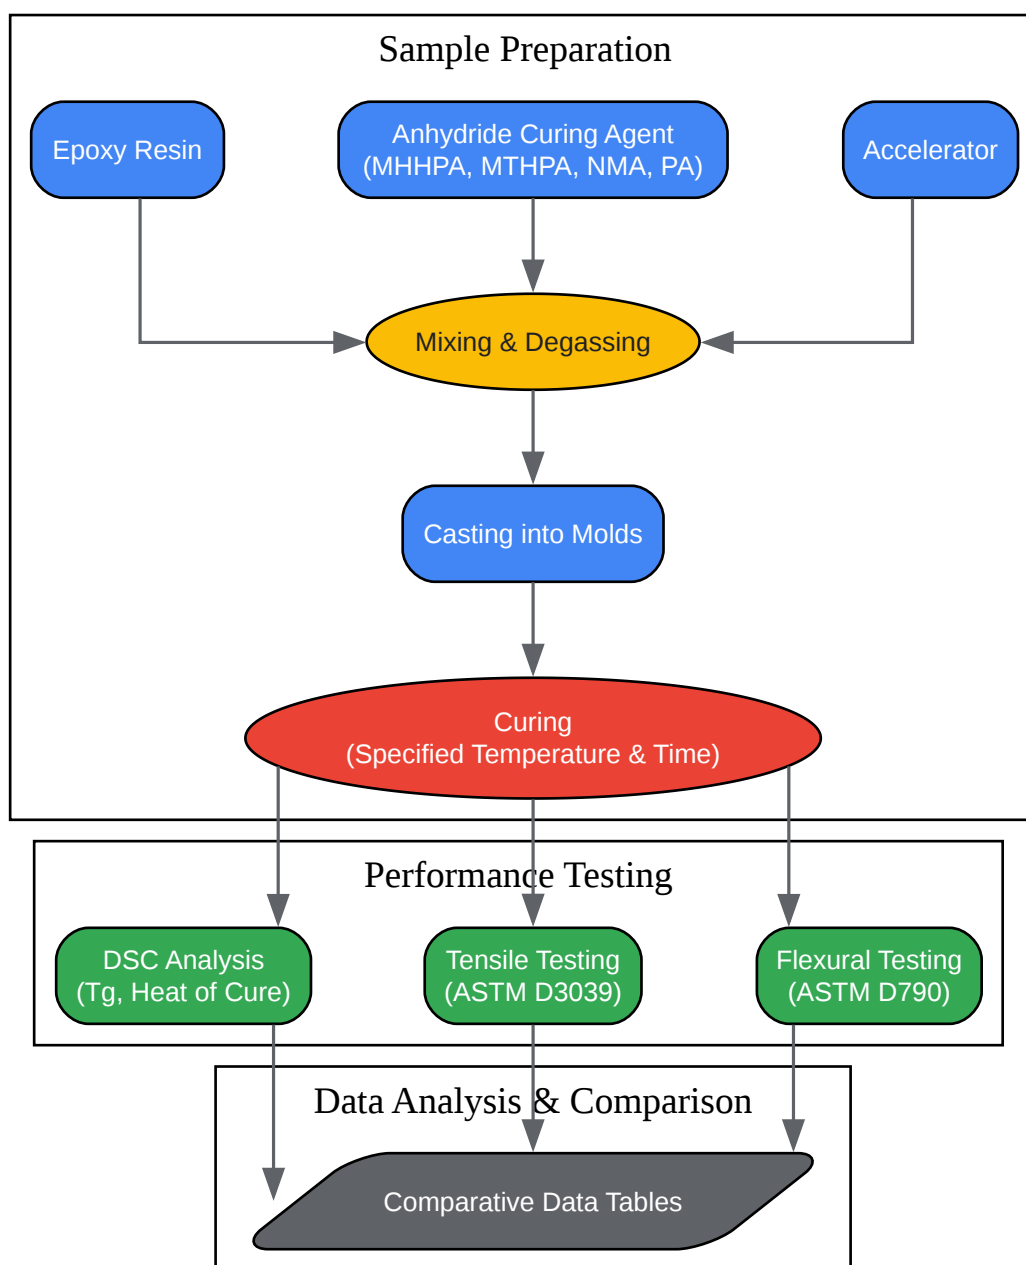 Sample Preparation
Epoxy Resin
Anhydride Curing Agent
(MHHPA, MTHPA, NMA, PA)
Accelerator
Mixing & Degassing
Casting into Molds
Curing
(Specified Temperature & Time)
Performance Testing
DSC Analysis
(Tg, Heat of Cure)
Tensile Testing
(ASTM D3039)
Flexural Testing
(ASTM D790)
Data Analysis & Comparison
Comparative Data Tables